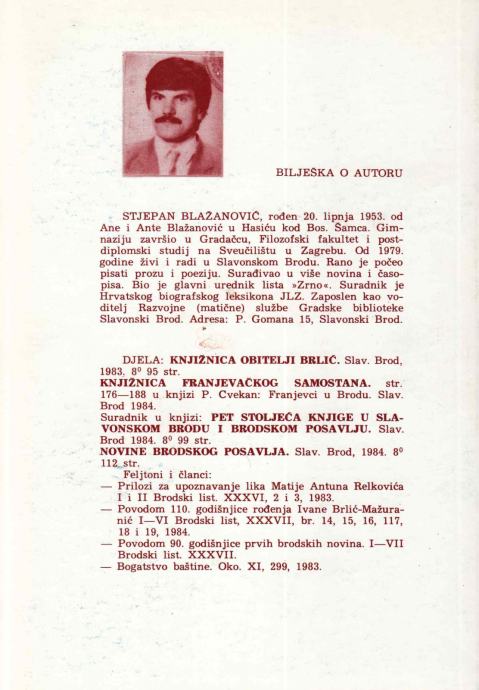 BILJEŠKA O AUTORU
STJEPAN BLAŽANOVIĆ, rođen 20. lipnja 1953. od
Ane i Ante Blažanović u Hasiću kod Bos. Šamca. Gim-
naziju završio u Gradačcu, Filozofski fakultet i post-
diplomski studij na Sveučilištu u Zagrebu. Od 1979.
godine živi i radi u Slavonskom Brodu. Rano je počeo
pisati prozu i poeziju. Surađivao u više novina i časo-
pisa. Bio je glavni urednik lista »Zrno«. Suradnik je
Hrvatskog biografskog leksikona JLZ. Zaposlen kao vo-
ditelj Razvojne (matične) službe Gradske biblioteke
Slavonski Brod. Adresa: P. Gomana 15, Slavonski Brod.
DJELA: KNJIŽNICA OBITELJI BRLIĆ. Slav. Brod,
1983. 8⁰ 95 str.
KNJIŽNICA FRANJEVAČKOG SAMOSTANA. str.
176—188 u knjizi P. Cvekan: Franjevci u Brodu. Slav.
Brod 1984.
Suradnik u knjizi: PET STOLJEĆA KNJIGE U SLA-
VONSKOM BRODU I BRODSKOM POSAVLJU. Slav.
Brod 1984. 8⁰ 99 str.
NOVINE BRODSKOG POSAVLJA. Slav. Brod, 1984. 8⁰
112 str.
Feljtoni i članci:
— Prilozi za upoznavanje lika Matije Antuna Relkovića
I i II Brodski list. XXXVI, 2 i 3, 1983.
— Povodom 110. godišnjice rođenja Ivane Brlić-Mažura-
nić I—VI Brodski list, XXXVII, br. 14, 15, 16, 117,
18 i 19, 1984.
— Povodom 90. godišnjice prvih brodskih novina. I—VII
Brodski list. XXXVII.
— Bogatstvo baštine. Oko. XI, 299, 1983.